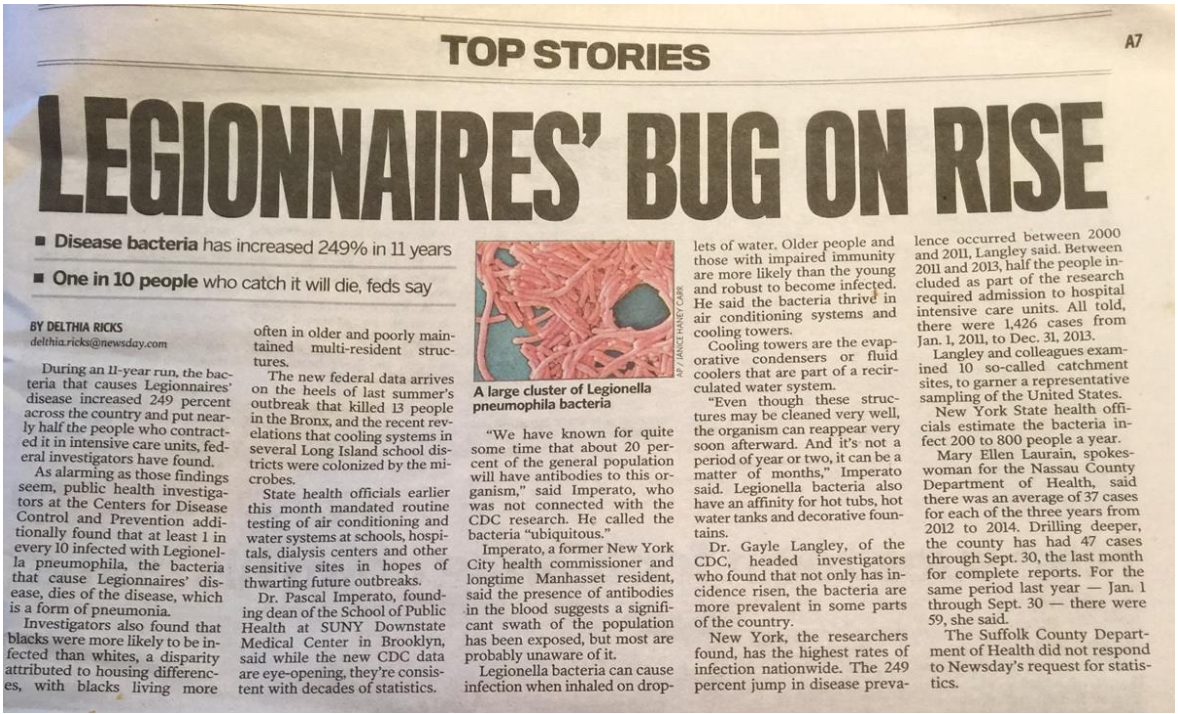 TOP STORIES
A7
LEGIONNAIRES' BUG ON RISE
■ Disease bacteria has increased 249% in 11 years
■ One in 10 people who catch it will die, feds say
BY DELTHIA RICKS
delthia.ricks@newsday.com
During an 11-year run, the bac-
teria that causes Legionnaires'
disease increased 249 percent
across the country and put near-
ly half the people who contract-
ed it in intensive care units, fed-
eral investigators have found.
As alarming as those findings
seem, public health investiga-
tors at the Centers for Disease
Control and Prevention addi-
tionally found that at least 1 in
every 10 infected with Legionel-
la pneumophila, the bacteria
that cause Legionnaires' dis-
ease, dies of the disease, which
is a form of pneumonia.
Investigators also found that
blacks were more likely to be in-
fected than whites, a disparity
attributed to housing differenc-
es, with blacks living more
often in older and poorly main-
tained multi-resident struc-
tures.
The new federal data arrives
on the heels of last summer's
outbreak that killed 13 people
in the Bronx, and the recent rev-
elations that cooling systems in
several Long Island school dis-
tricts were colonized by the mi-
crobes.
State health officials earlier
this month mandated routine
testing of air conditioning and
water systems at schools, hospi-
tals, dialysis centers and other
sensitive sites in hopes of
thwarting future outbreaks.
Dr. Pascal Imperato, found-
ing dean of the School of Public
Health at SUNY Downstate
Medical Center in Brooklyn,
said while the new CDC data
are eye-opening, they're consis-
tent with decades of statistics.
AP / JANICE HANEY CARR
A large cluster of Legionella
pneumophila bacteria
"We have known for quite
some time that about 20 per-
cent of the general population
will have antibodies to this or-
ganism," said Imperato, who
was not connected with the
CDC research. He called the
bacteria "ubiquitous."
Imperato, a former New York
City health commissioner and
longtime Manhasset resident,
said the presence of antibodies
in the blood suggests a signifi-
cant swath of the population
has been exposed, but most are
probably unaware of it.
Legionella bacteria can cause
infection when inhaled on drop-
lets of water. Older people and
those with impaired immunity
are more likely than the young
and robust to become infected.
He said the bacteria thrive in
air conditioning systems and
cooling towers.
Cooling towers are the evap-
orative condensers or fluid
coolers that are part of a recir-
culated water system.
"Even though these struc-
tures may be cleaned very well,
the organism can reappear very
soon afterward. And it's not a
period of year or two, it can be a
matter of months," Imperato
said. Legionella bacteria also
have an affinity for hot tubs, hot
water tanks and decorative foun-
tains.
Dr. Gayle Langley, of the
CDC, headed investigators
who found that not only has in-
cidence risen, the bacteria are
more prevalent in some parts
of the country.
New York, the researchers
found, has the highest rates of
infection nationwide. The 249
percent jump in disease preva-
lence occurred between 2000
and 2011, Langley said. Between
2011 and 2013, half the people in-
cluded as part of the research
required admission to hospital
intensive care units. All told,
there were 1,426 cases from
Jan. 1, 2011, to Dec. 31, 2013.
Langley and colleagues exam-
ined 10 so-called catchment
sites, to garner a representative
sampling of the United States.
New York State health offi-
cials estimate the bacteria in-
fect 200 to 800 people a year.
Mary Ellen Laurain, spokes-
woman for the Nassau County
Department of Health, said
there was an average of 37 cases
for each of the three years from
2012 to 2014. Drilling deeper,
the county has had 47 cases
through Sept. 30, the last month
for complete reports. For the
same period last year — Jan. 1
through Sept. 30 — there were
59, she said.
The Suffolk County Depart-
ment of Health did not respond
to Newsday's request for statis-
tics.